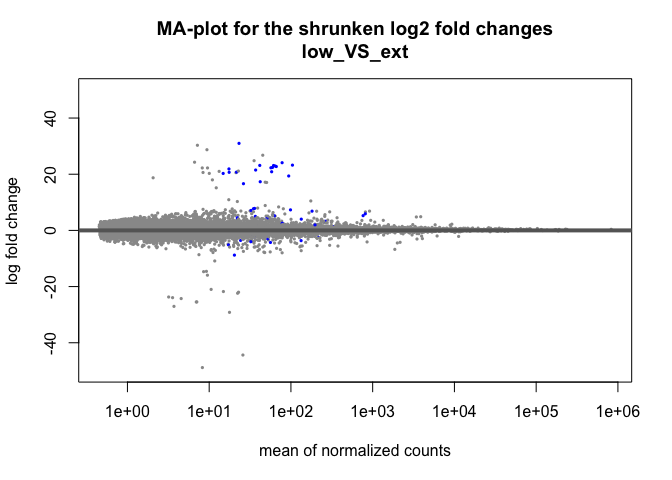 MA-plot for the shrunken log2 fold changes
low_VS_ext
log fold change
40
20
0
-20
-40
1e+00 1e+01 1e+02 1e+03 1e+04 1e+05 1e+06
mean of normalized counts